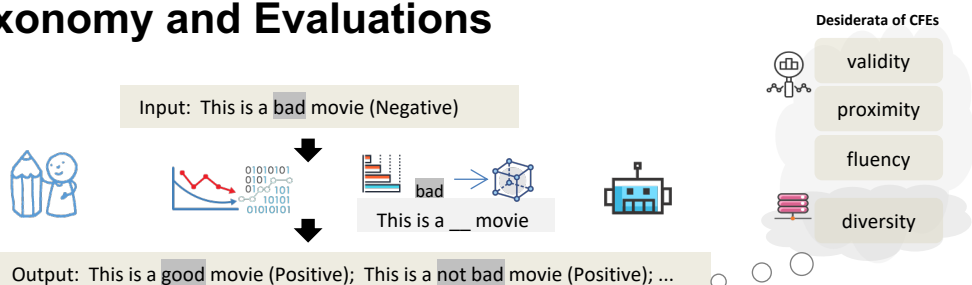 xonomy and Evaluations
Desiderata of CFEs
validity
proximity
fluency
diversity
Input: This is a bad movie (Negative)
01010101
0101 101
01 10101
01010101
bad
This is a __ movie
Output: This is a good movie (Positive); This is a not bad movie (Positive); ...